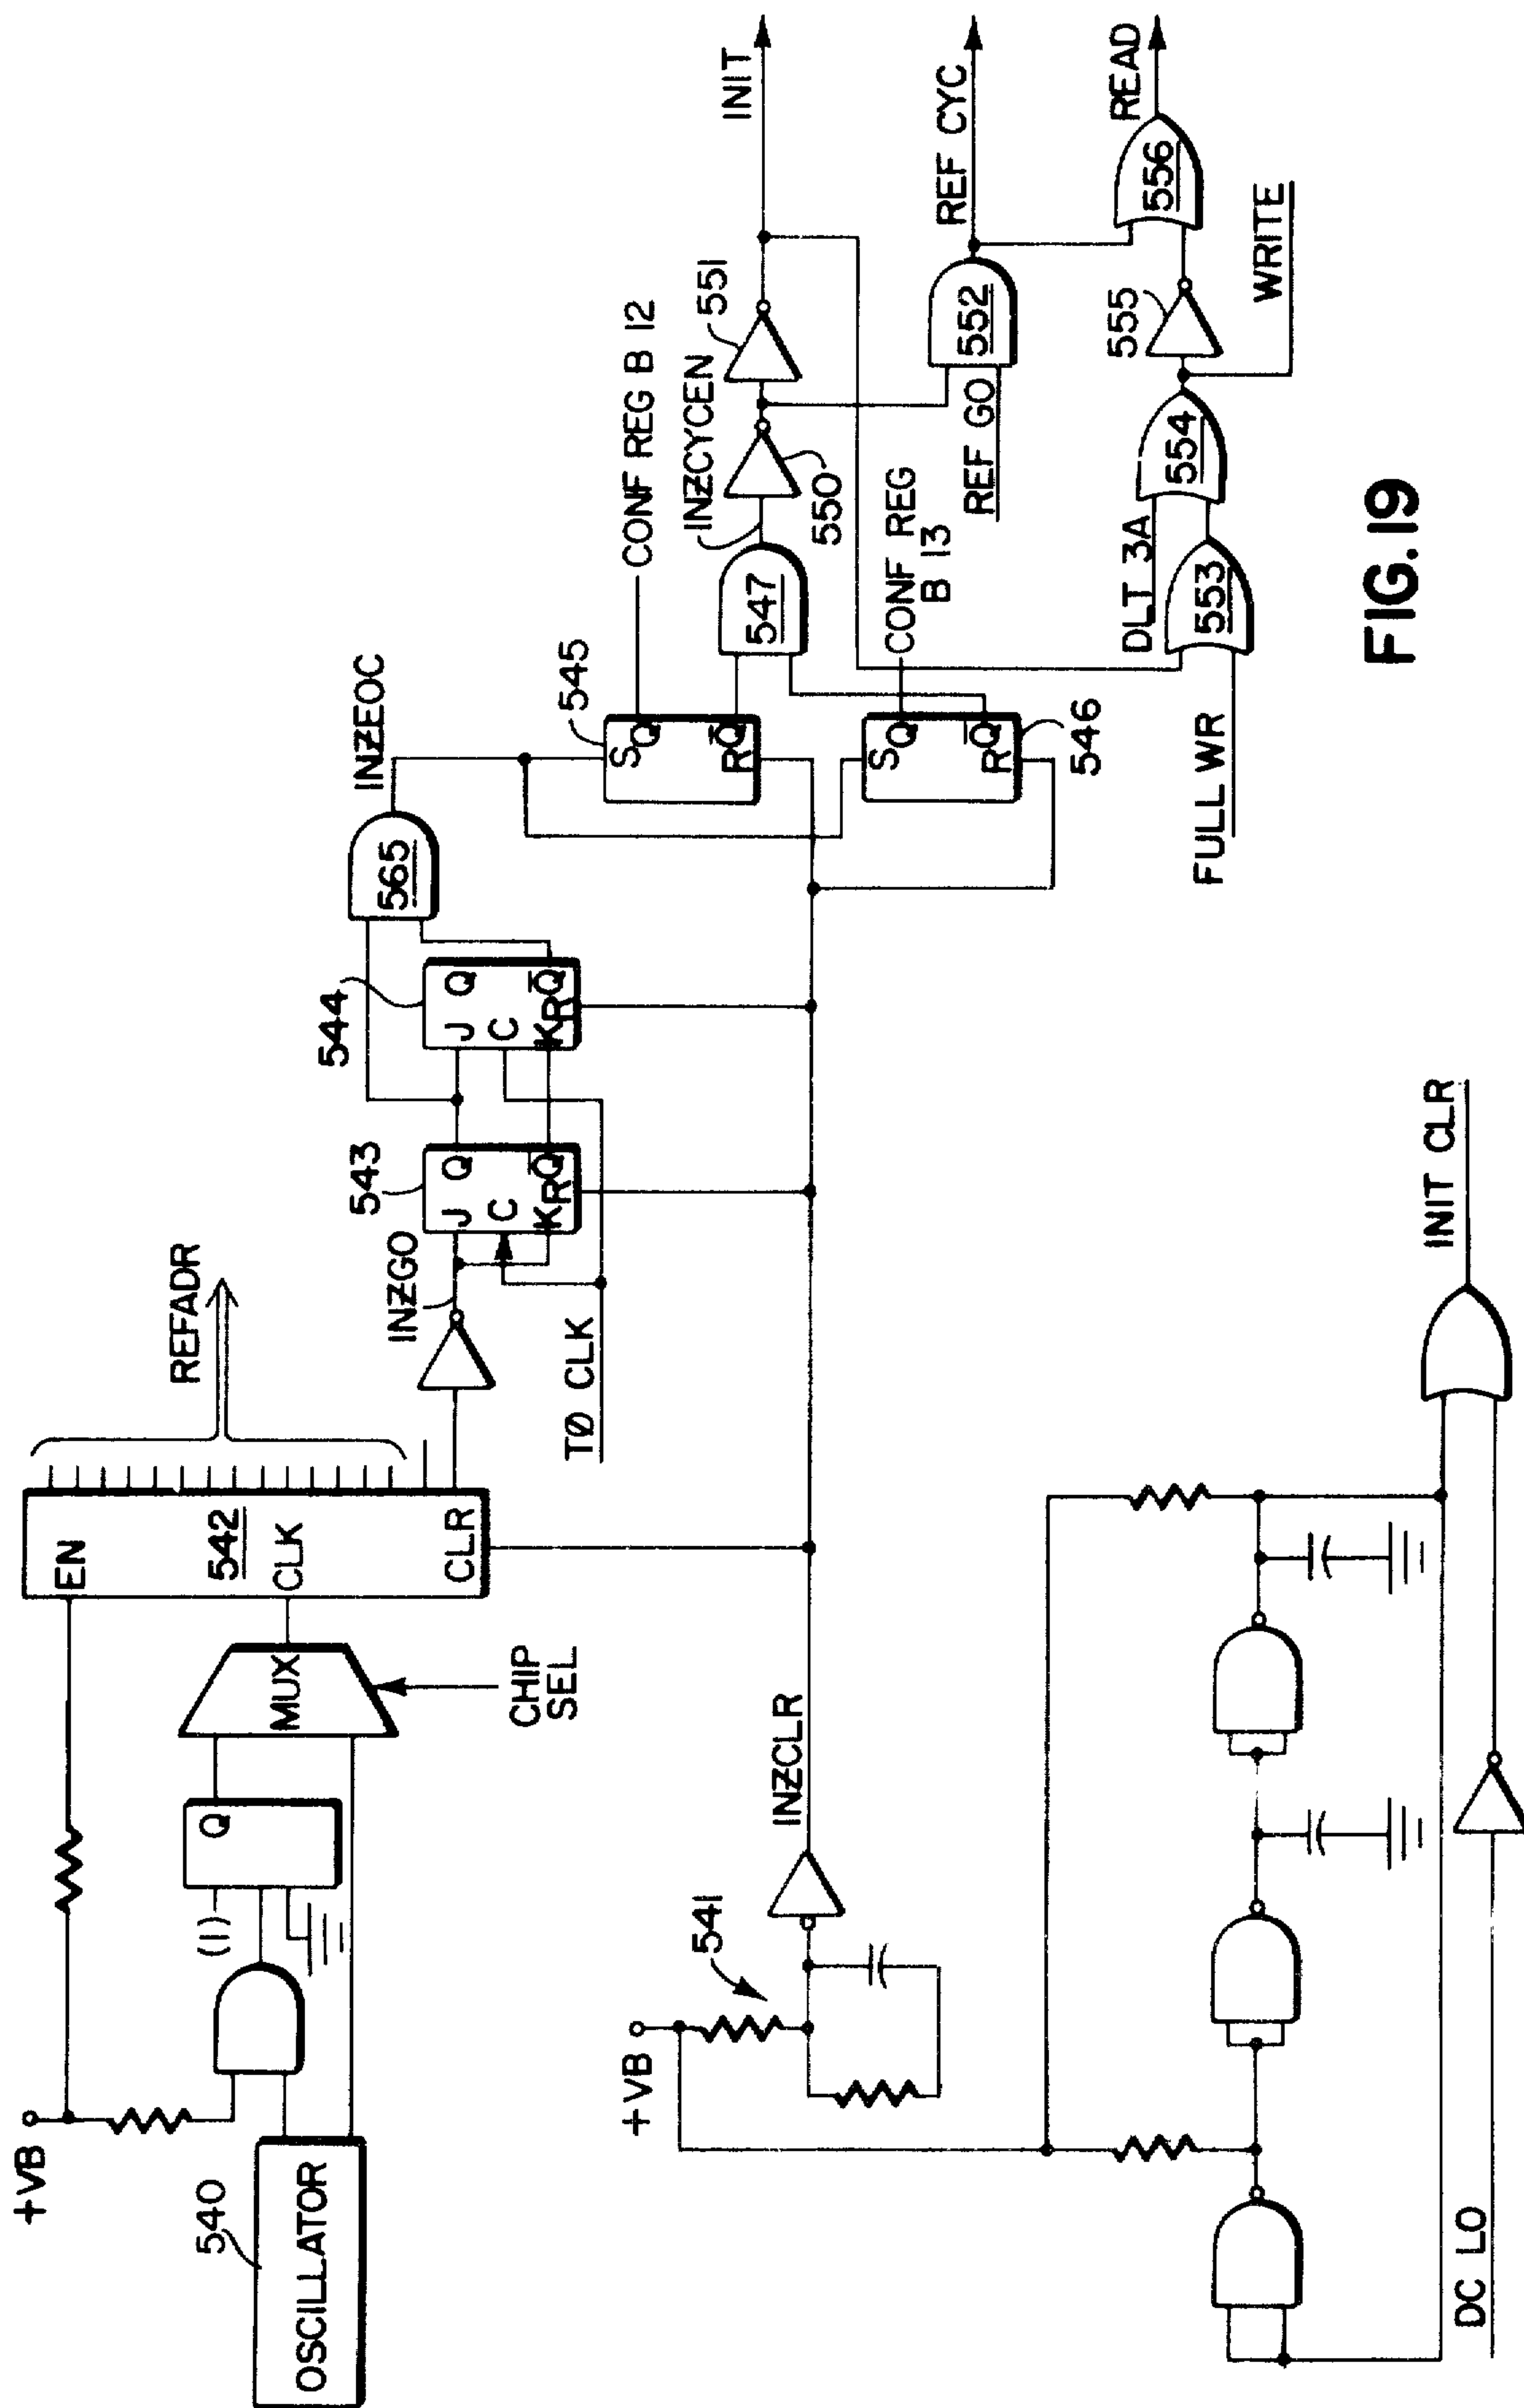 +VB
540
OSCILLATOR
(1)
Q
MUX
CHIP
SEL
EN
542
CLK
CLR
REFADR
INZGO
TØ CLK
543
J Q
C
K Q̅
R
544
J Q
C
K Q̅
R
565
INZEOC
545
S
Q
Q̅
R
CONF REG B 12
546
S
Q
Q̅
R
CONF REG
B 13
547
INZCYCEN
550
551
INIT
552
REF GO
REF CYC
DLT 3A
553
FULL WR
554
555
WRITE
556
READ
+VB
541
INZCLR
DC LO
INIT CLR
FIG. 19